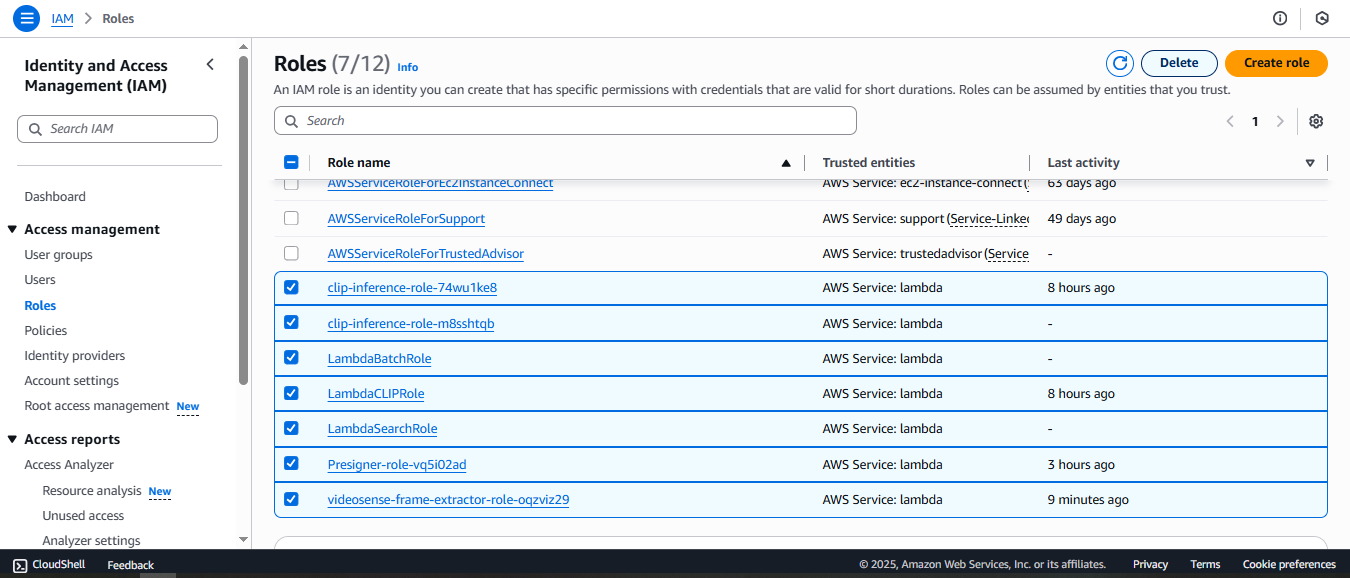 IAM > Roles
Identity and Access
Management (IAM)
Search IAM
Dashboard
Access management
User groups
Users
Roles
Policies
Identity providers
Account settings
Root access management New
Access reports
Access Analyzer
Resource analysis New
Unused access
Analyzer settings
Roles (7/12) Info
Delete
Create role
An IAM role is an identity you can create that has specific permissions with credentials that are valid for short durations. Roles can be assumed by entities that you trust.
Search
1
Role name Trusted entities Last activity
AWSServiceRoleForEc2InstanceConnect AWS Service: ec2-instance-connect ( 63 days ago
AWSServiceRoleForSupport AWS Service: support (Service-Linked 49 days ago
AWSServiceRoleForTrustedAdvisor AWS Service: trustedadvisor (Service -
clip-inference-role-74wu1ke8 AWS Service: lambda 8 hours ago
clip-inference-role-m8sshtqb AWS Service: lambda -
LambdaBatchRole AWS Service: lambda -
LambdaCLIPRole AWS Service: lambda 8 hours ago
LambdaSearchRole AWS Service: lambda -
Presigner-role-vq5i02ad AWS Service: lambda 3 hours ago
videosense-frame-extractor-role-oqzviz29 AWS Service: lambda 9 minutes ago
CloudShell Feedback © 2025, Amazon Web Services, Inc. or its affiliates. Privacy Terms Cookie preferences